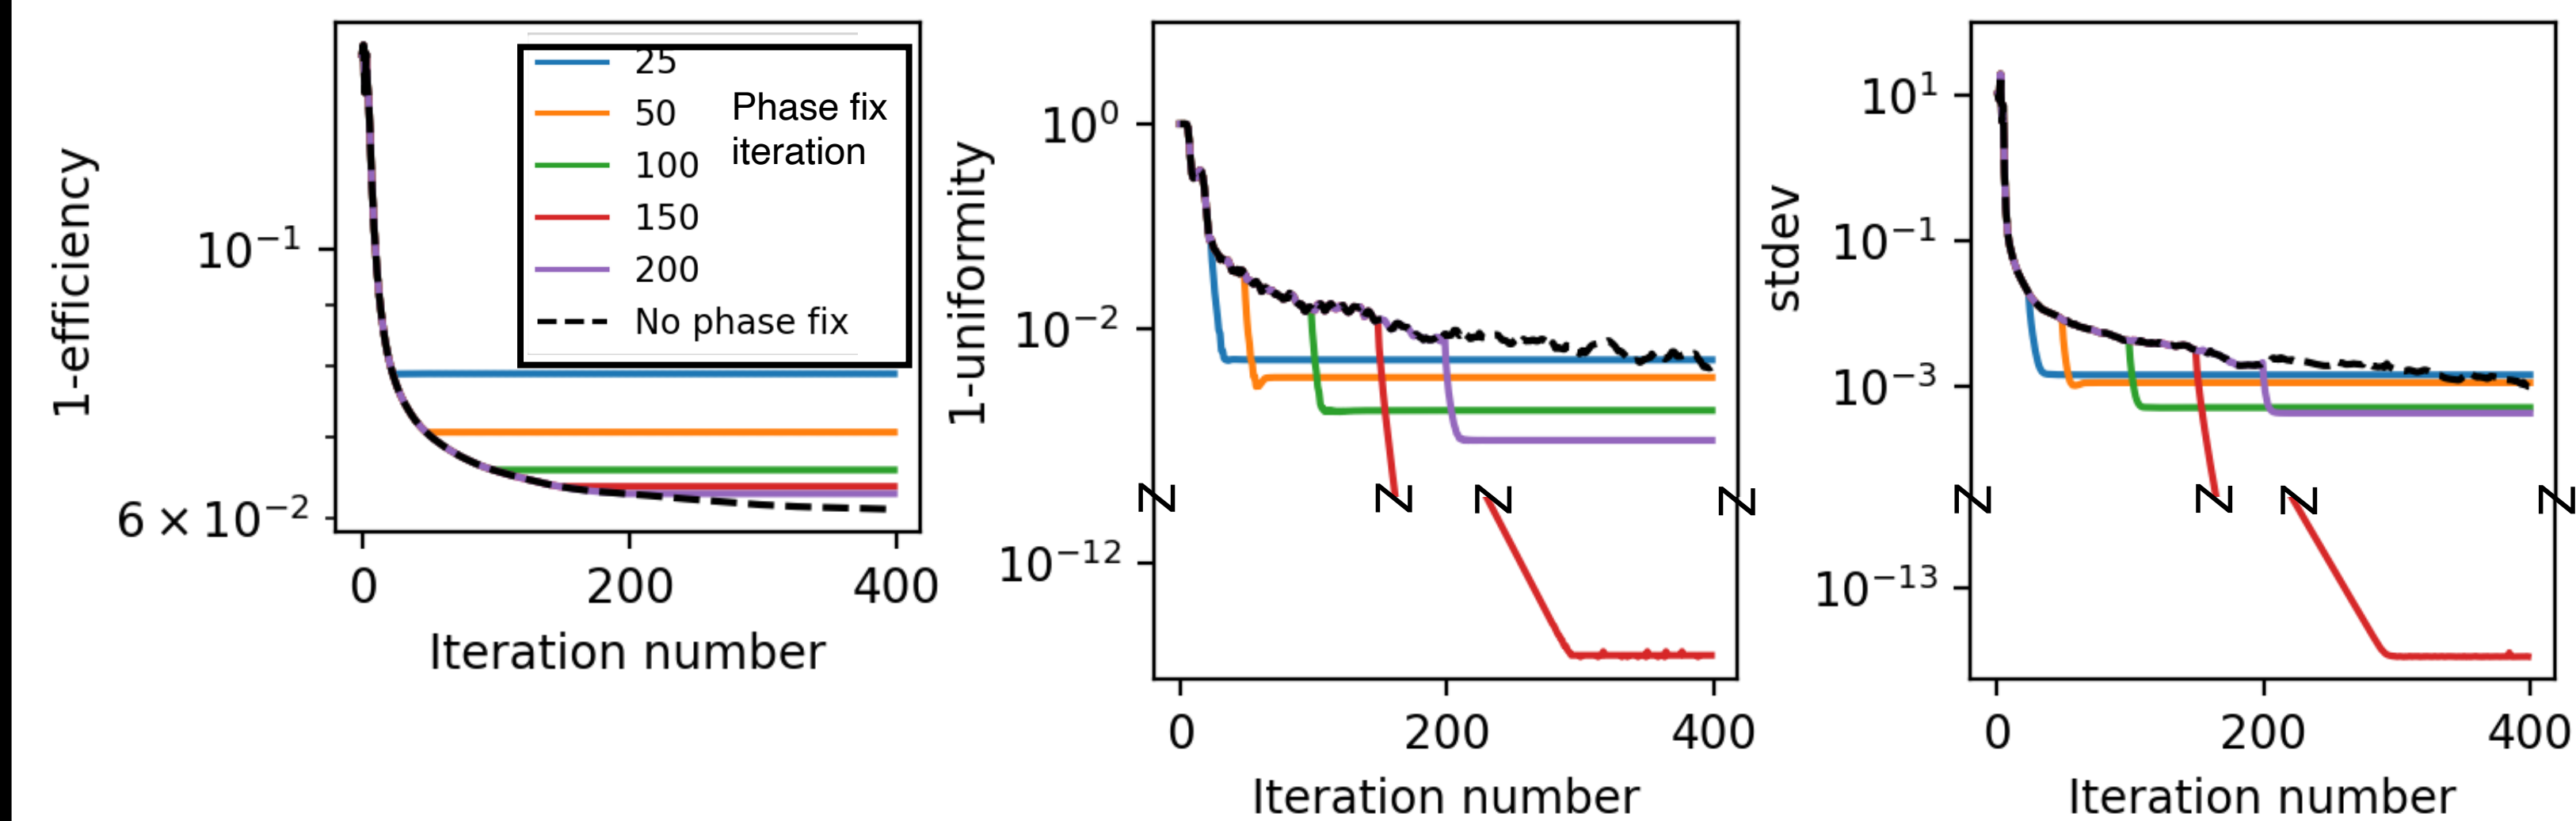 1-efficiency
10⁻¹
6 × 10⁻²
0 200 400
Iteration number
25
50
100
150
200
No phase fix
Phase fix
iteration
1-uniformity
10⁰
10⁻²
10⁻¹²
0 200 400
Iteration number
stdev
10¹
10⁻¹
10⁻³
10⁻¹³
0 200 400
Iteration number